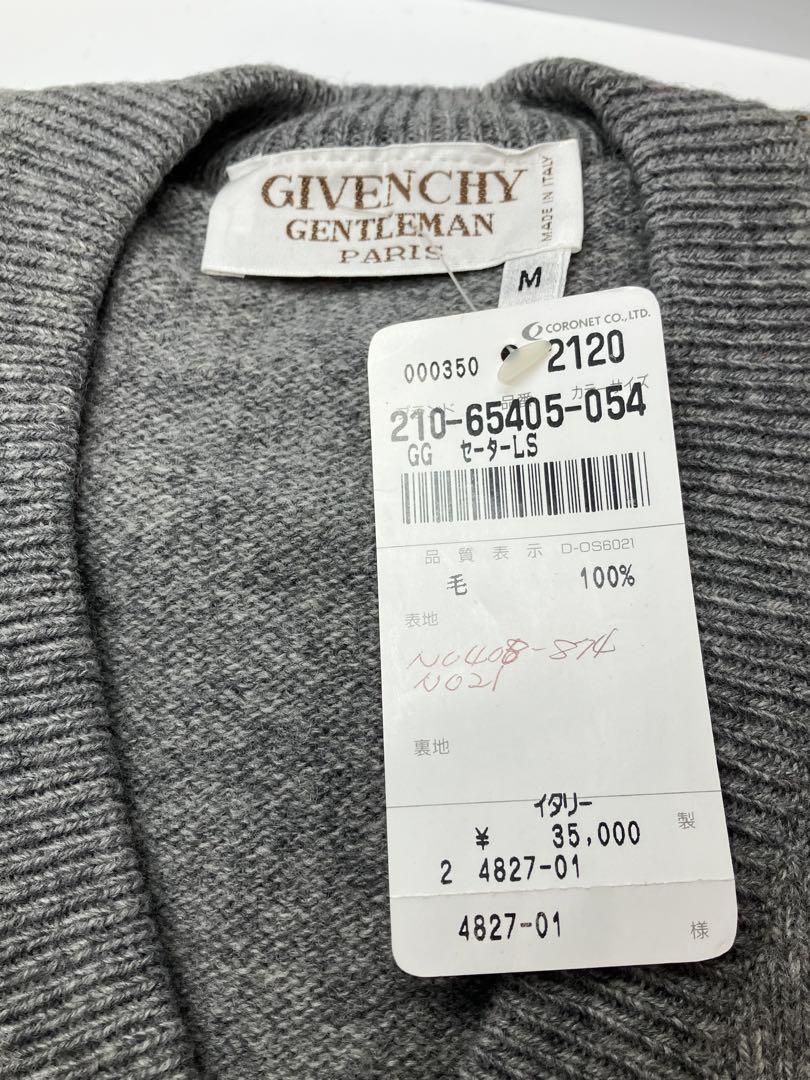 GIVENCHY
GENTLEMAN
PARIS
MADE IN ITALY
M
CORONET CO.,LTD.
000350 2120
ブランド 品番 カラー サイズ
210-65405-054
GG セーターLS
品質表示 D-OS6021
毛 100%
表地
N0408-874
N021
裏地
イタリー
製
¥ 35,000
2 4827-01
4827-01 様